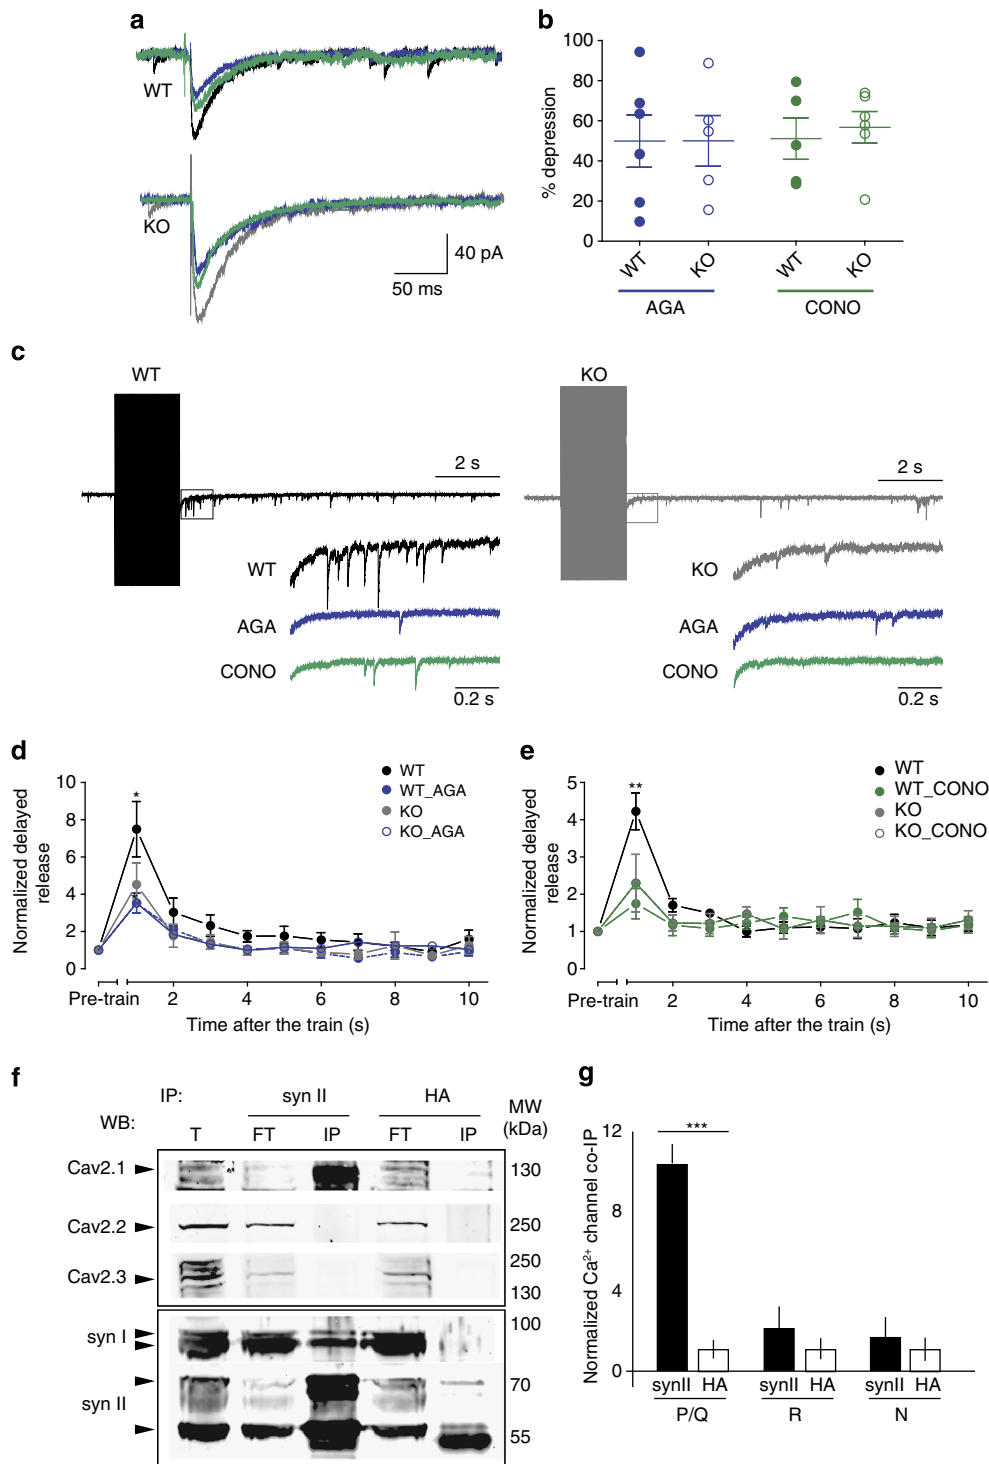 a
WT
KO
40 pA
50 ms
b
% depression
100
80
60
40
20
0
WT
KO
WT
KO
AGA
CONO
c
WT
KO
2 s
2 s
WT
KO
AGA
AGA
CONO
CONO
0.2 s
0.2 s
d
Normalized delayed release
10
8
6
4
2
0
*
WT
WT_AGA
KO
KO_AGA
Pre-train 2 4 6 8 10
Time after the train (s)
e
Normalized delayed release
5
4
3
2
1
0
**
WT
WT_CONO
KO
KO_CONO
Pre-train 2 4 6 8 10
Time after the train (s)
f
IP: syn II HA
MW (kDa)
WB: T FT IP FT IP
Cav2.1 130
Cav2.2 250
Cav2.3 250
130
syn I 100
syn II 70
55
g
Normalized Ca²⁺ channel co-IP
12
8
4
0
***
synII HA synII HA synII HA
P/Q R N